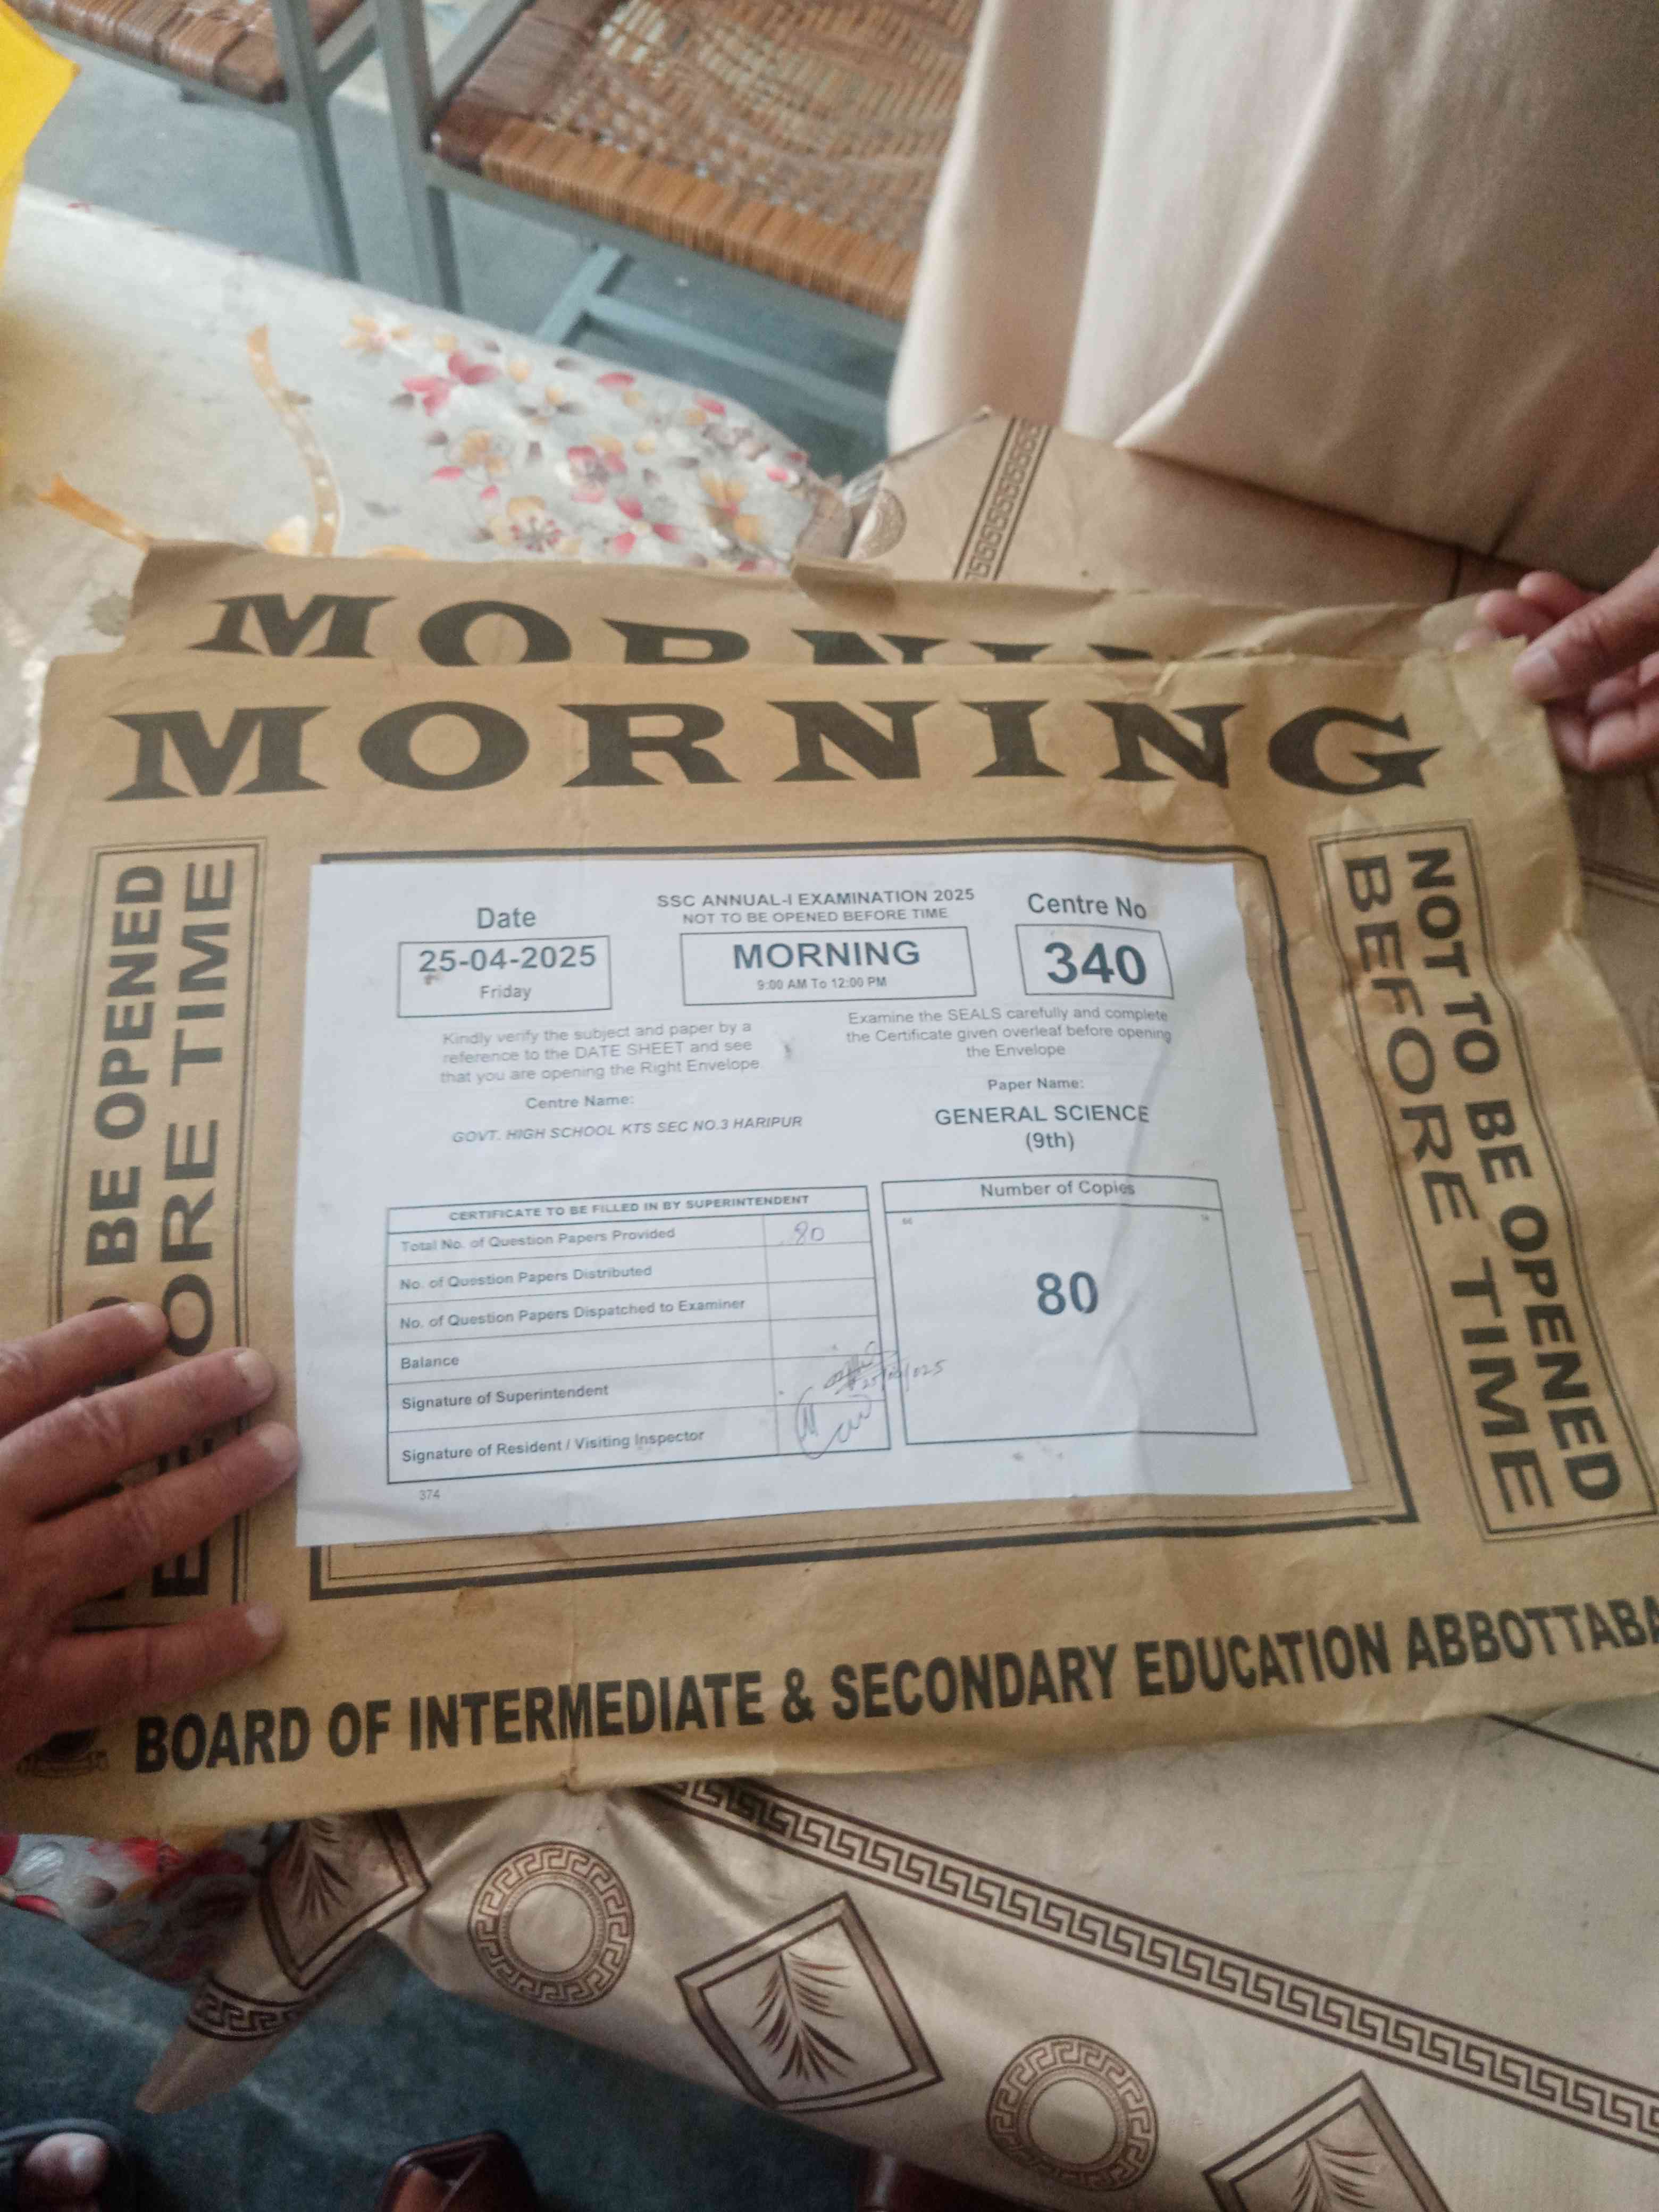 MORNIN
MORNING
BE OPENED
ORE TIME
NOT TO BE OPENED
BEFORE TIME
Date
25-04-2025
Friday
SSC ANNUAL-I EXAMINATION 2025
NOT TO BE OPENED BEFORE TIME
MORNING
9:00 AM To 12:00 PM
Centre No
340
Kindly verify the subject and paper by a
reference to the DATE SHEET and see
that you are opening the Right Envelope
Examine the SEALS carefully and complete
the Certificate given overleaf before opening
the Envelope
Centre Name:
GOVT. HIGH SCHOOL KTS SEC NO.3 HARIPUR
Paper Name:
GENERAL SCIENCE
(9th)
CERTIFICATE TO BE FILLED IN BY SUPERINTENDENT
Total No. of Question Papers Provided 80
No. of Question Papers Distributed
No. of Question Papers Dispatched to Examiner
Balance
Signature of Superintendent
Signature of Resident / Visiting Inspector
374
Number of Copies
80
BOARD OF INTERMEDIATE & SECONDARY EDUCATION ABBOTTABA